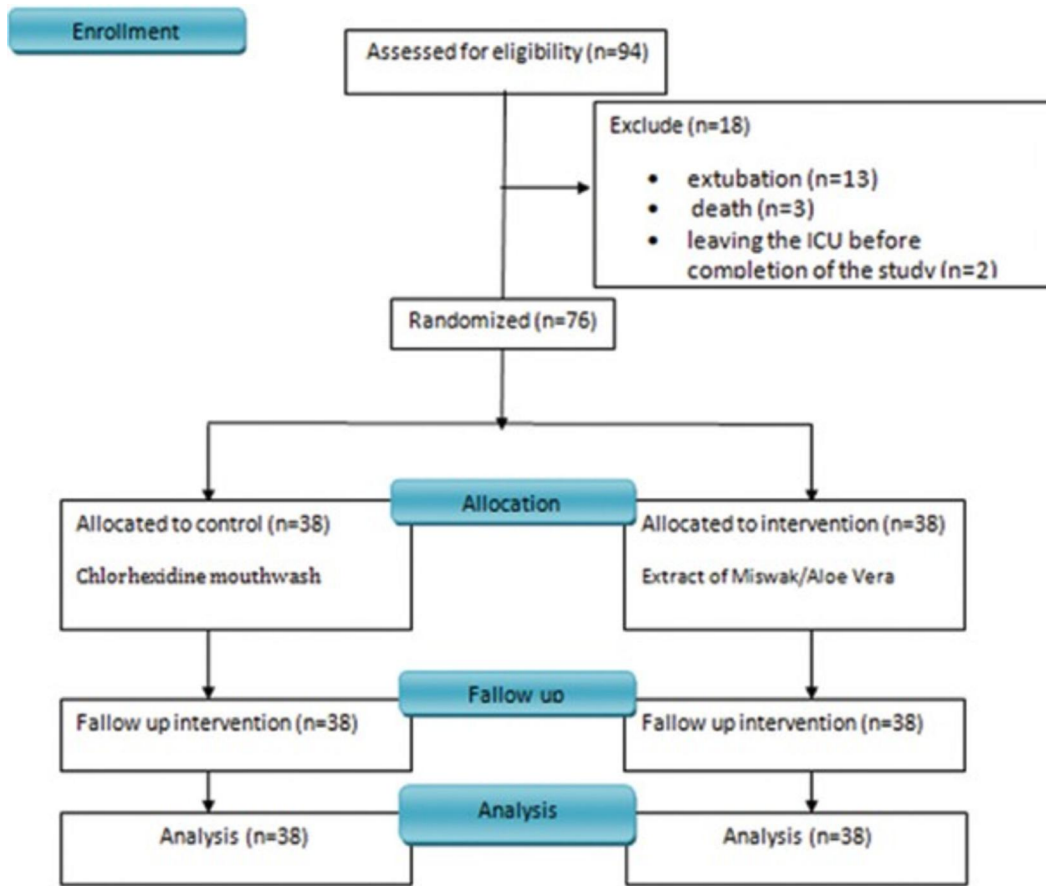 Enrollment
Assessed for eligibility (n=94)
Exclude (n=18)
• extubation (n=13)
• death (n=3)
• leaving the ICU before
completion of the study (n=2)
Randomized (n=76)
Allocation
Allocated to control (n=38)
Chlorhexidine mouthwash
Allocated to intervention (n=38)
Extract of Miswak/Aloe Vera
Fallow up
Fallow up intervention (n=38)
Fallow up intervention (n=38)
Analysis
Analysis (n=38)
Analysis (n=38)